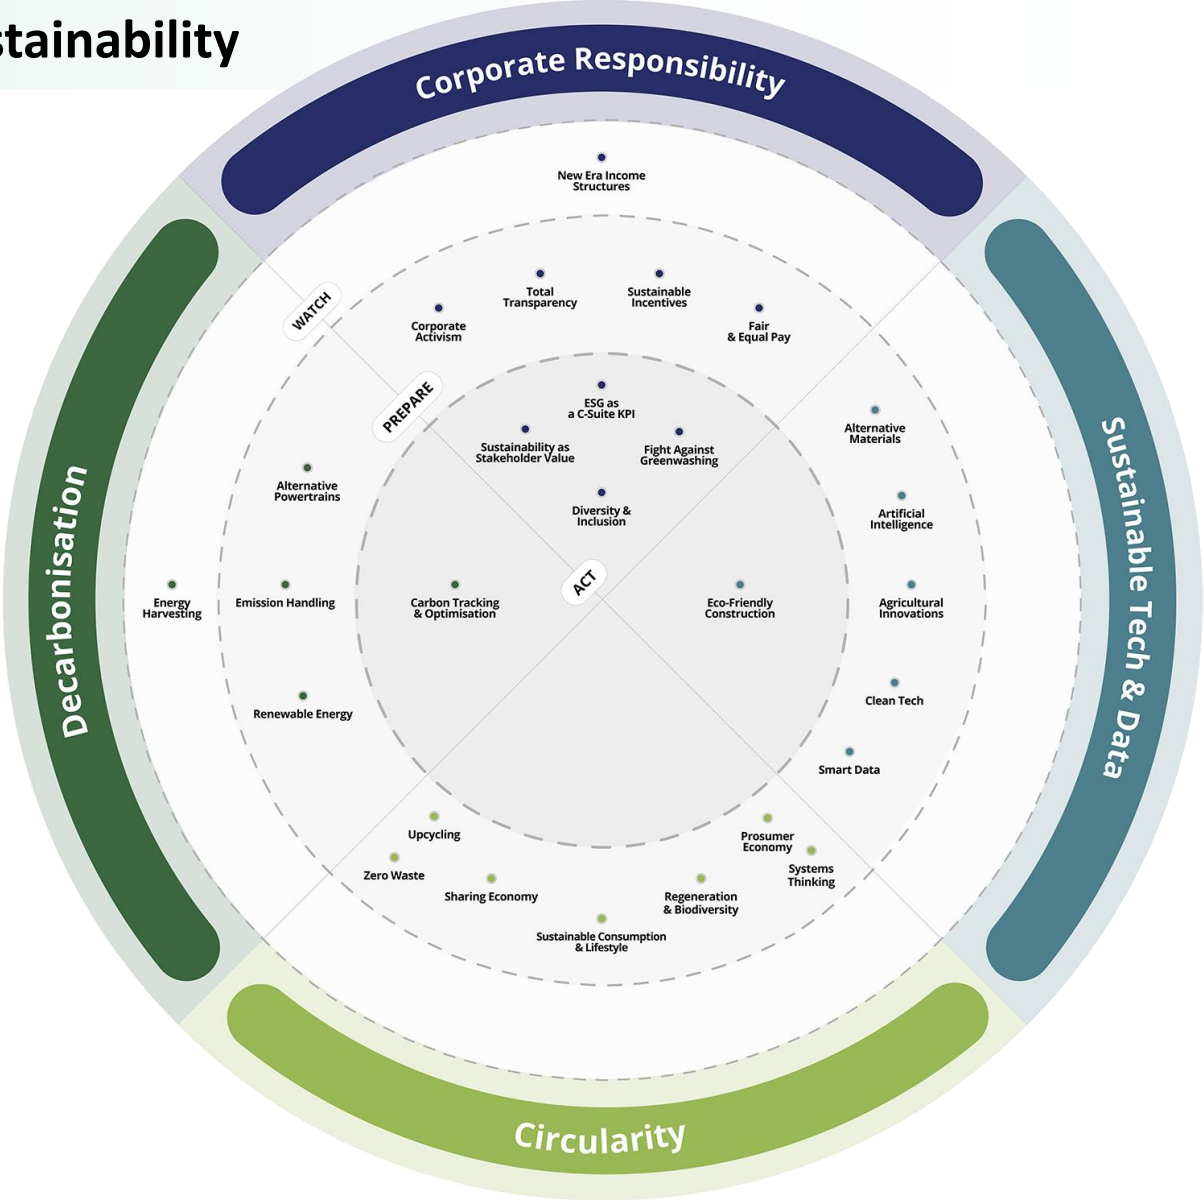 stainability
Corporate Responsibility
New Era Income
Structures
Total
Transparency
Sustainable
Incentives
Corporate
Activism
Fair
& Equal Pay
WATCH
PREPARE
ACT
ESG as
a C-Suite KPI
Sustainability as
Stakeholder Value
Fight Against
Greenwashing
Diversity &
Inclusion
Sustainable Tech & Data
Alternative
Materials
Artificial
Intelligence
Eco-Friendly
Construction
Agricultural
Innovations
Clean Tech
Smart Data
Decarbonisation
Alternative
Powertrains
Energy
Harvesting
Emission Handling
Carbon Tracking
& Optimisation
Renewable Energy
Upcycling
Zero Waste
Sharing Economy
Sustainable Consumption
& Lifestyle
Regeneration
& Biodiversity
Prosumer
Economy
Systems
Thinking
Circularity